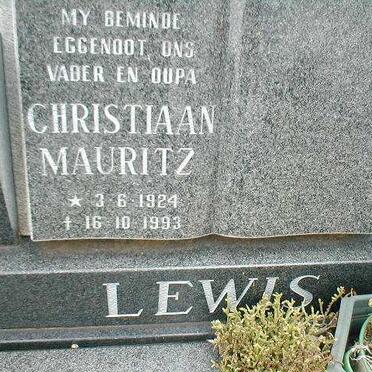 MY BEMINDE
EGGENOOT, ONS
VADER EN OUPA
CHRISTIAAN
MAURITZ
★ 3·6·1924
† 16·10·1993
LEWIS